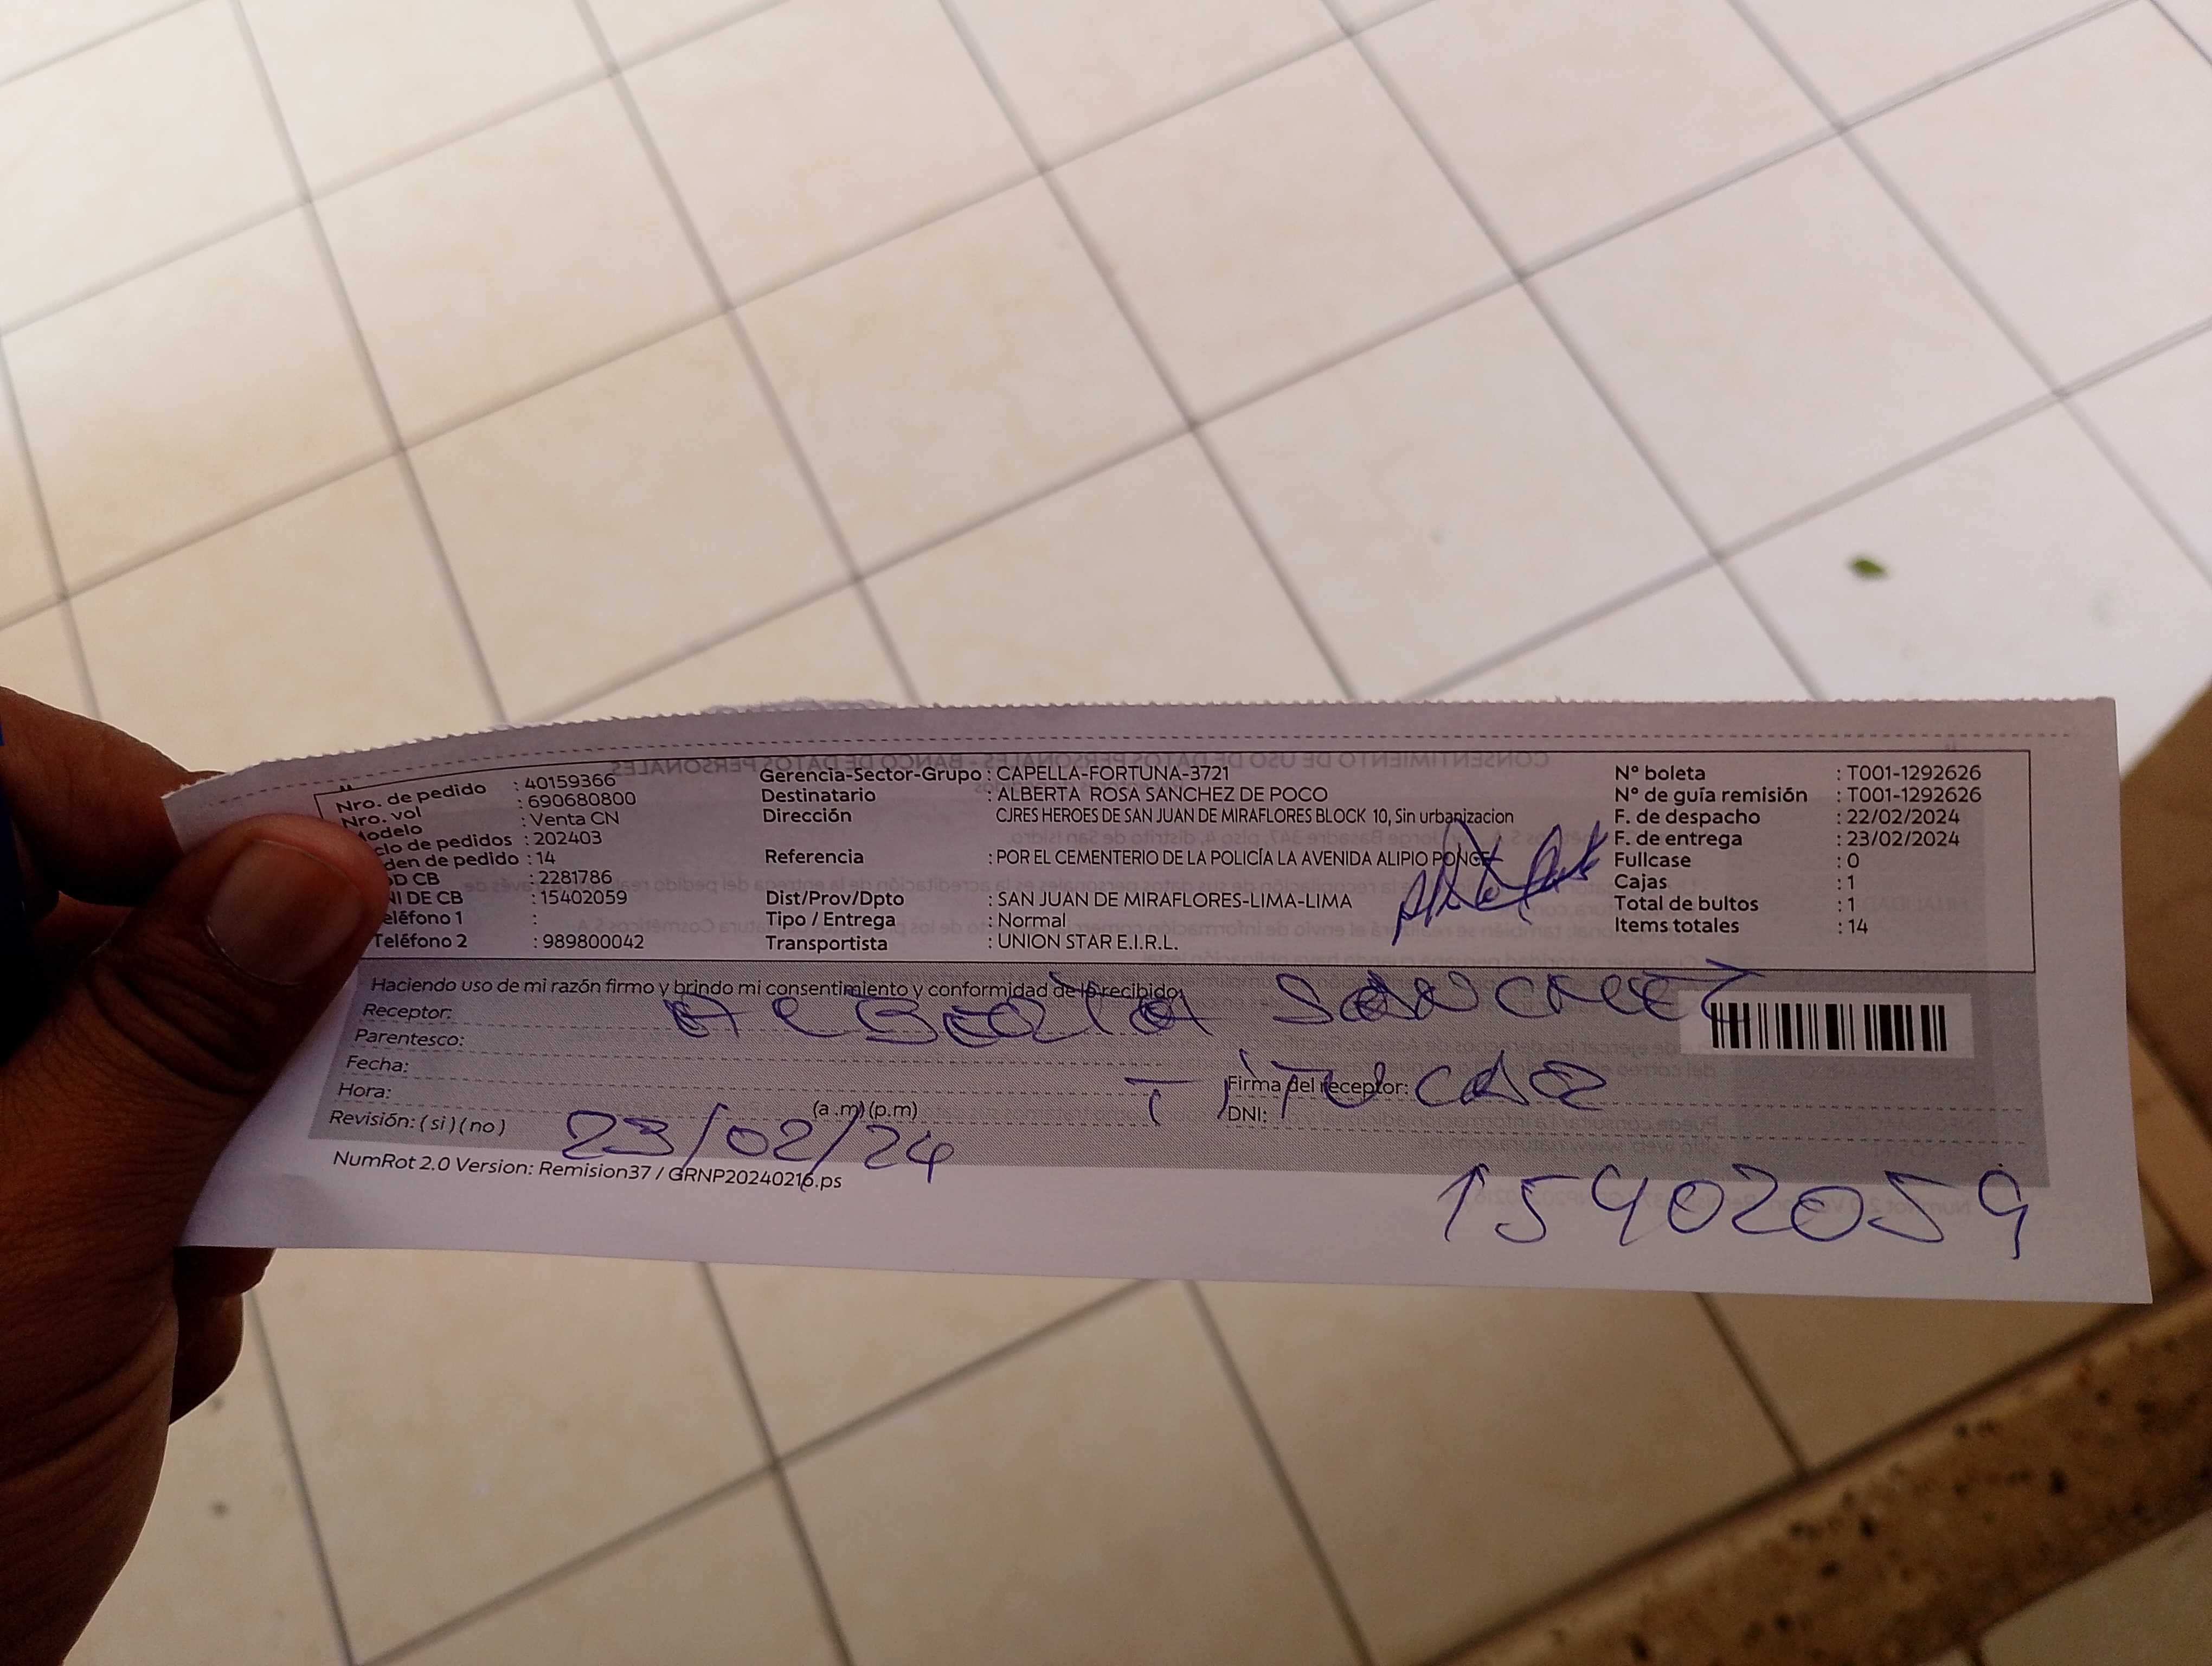 Nro. de pedido : 40159366
Nro. vol : 690680800
Modelo : Venta CN
clo de pedidos : 202403
den de pedido : 14
D CB : 2281786
NI DE CB : 15402059
eléfono 1 :
Teléfono 2 : 989800042
Gerencia-Sector-Grupo : CAPELLA-FORTUNA-3721
Destinatario : ALBERTA ROSA SANCHEZ DE POCO
Dirección CJRES HEROES DE SAN JUAN DE MIRAFLORES BLOCK 10, Sin urbanizacion
Referencia : POR EL CEMENTERIO DE LA POLICÍA LA AVENIDA ALIPIO PONCE
Dist/Prov/Dpto : SAN JUAN DE MIRAFLORES-LIMA-LIMA
Tipo / Entrega : Normal
Transportista : UNION STAR E.I.R.L.
N° boleta : T001-1292626
N° de guía remisión : T001-1292626
F. de despacho : 22/02/2024
F. de entrega : 23/02/2024
Fullcase : 0
Cajas : 1
Total de bultos : 1
Items totales : 14
Haciendo uso de mi razón firmo y brindo mi consentimiento y conformidad de lo recibido:
Receptor: Alberta SANCHEZ
Parentesco:
Fecha:
Firma del receptor: TITUCAR
Hora: (a .m) (p.m)
DNI:
Revisión: ( si ) ( no ) 23/02/24
NumRot 2.0 Version: Remision37 / GRNP20240216.ps
15402059